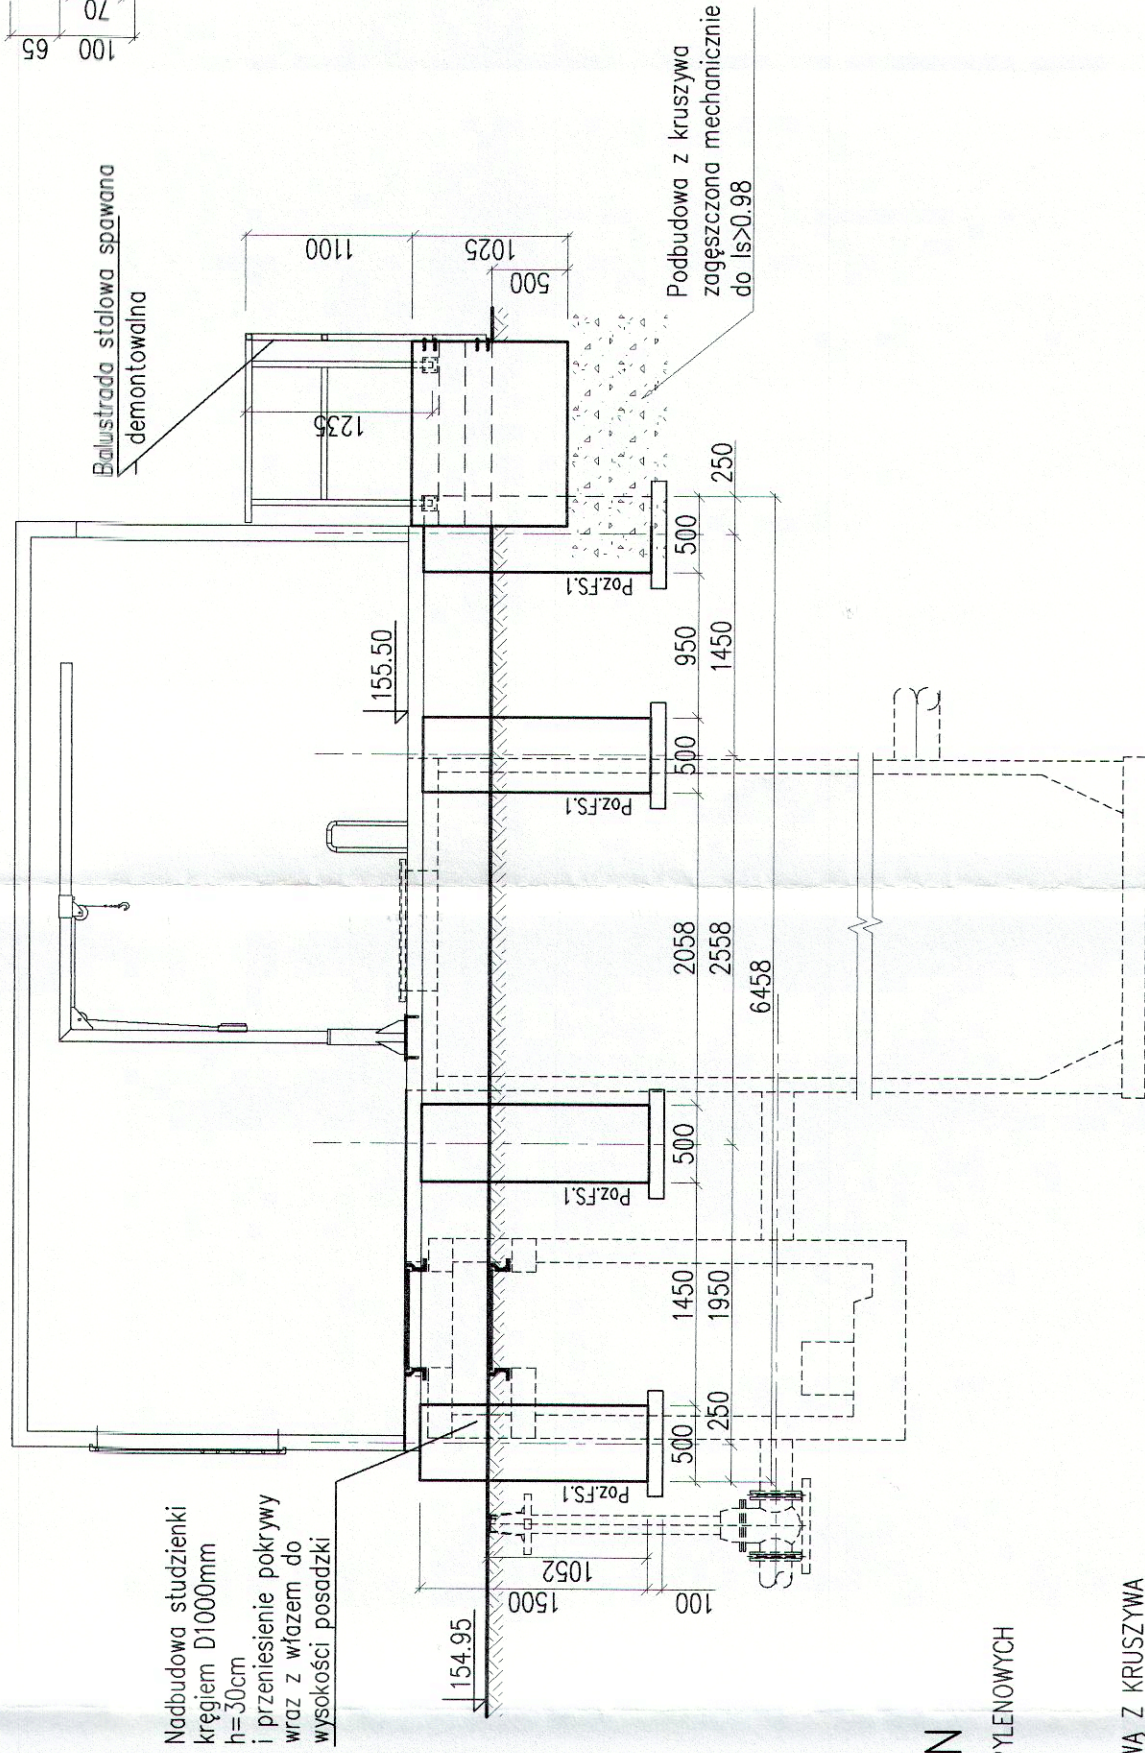 65
100
70
Balustrada stalowa spawana
– demontowalna
1100
1025
500
1235
Podbudowa z kruszywa
zagęszczona mechanicznie
do Is>0.98
155.50
Nadbudowa studzienki
kręgiem D1000mm
h=30cm
i przeniesienie pokrywy
wraz z włazem do
wysokości posadzki
154.95
1500
1052
100
Poz.FS.1
Poz.FS.1
Poz.FS.1
Poz.FS.1
500
1450
500
2058
500
950
500
250
1950
2558
1450
250
6458
N
PYLENOWYCH
WĄ Z KRUSZYWA